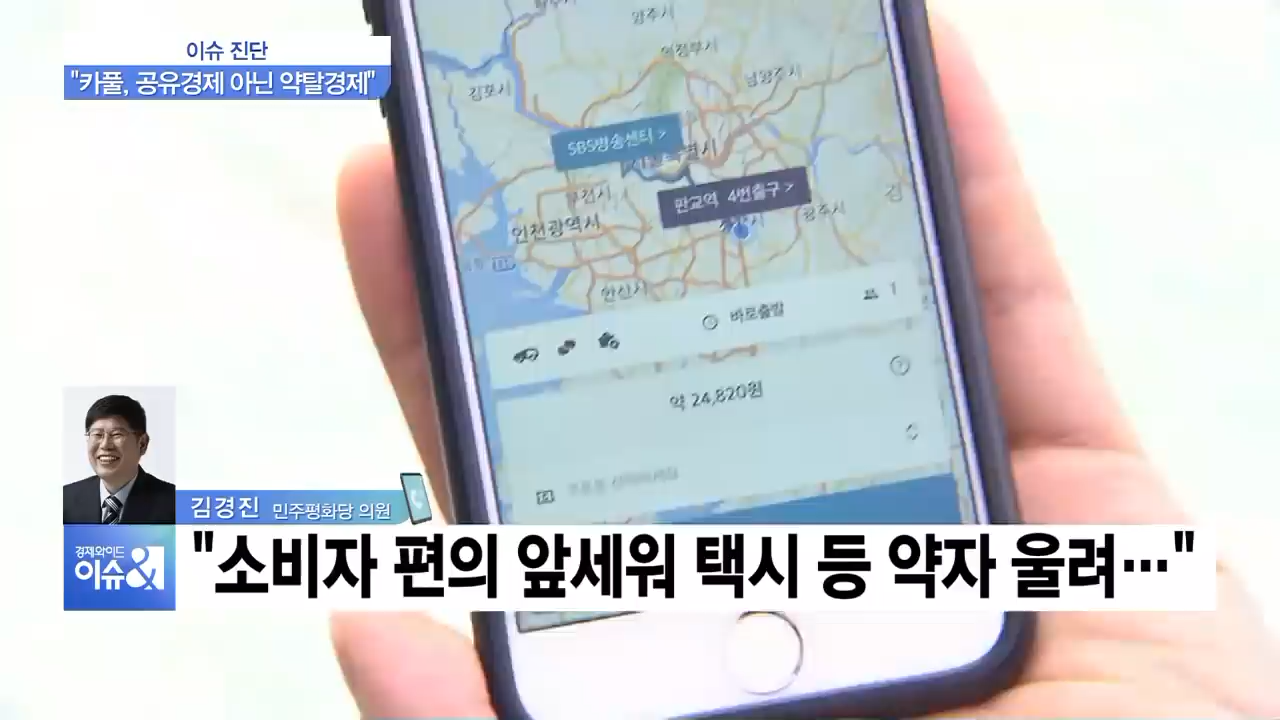 이슈 진단
"카풀, 공유경제 아닌 약탈경제"
양주시
의정부시
남양주시
김포시
SBS방송센터 >
판교역 4번출구 >
부천시
인천광역시
광주시
안산시
바로출발
1
약 24,820원
김경진 민주평화당 의원
경제와이드
이슈&
"소비자 편의 앞세워 택시 등 약자 울려…"